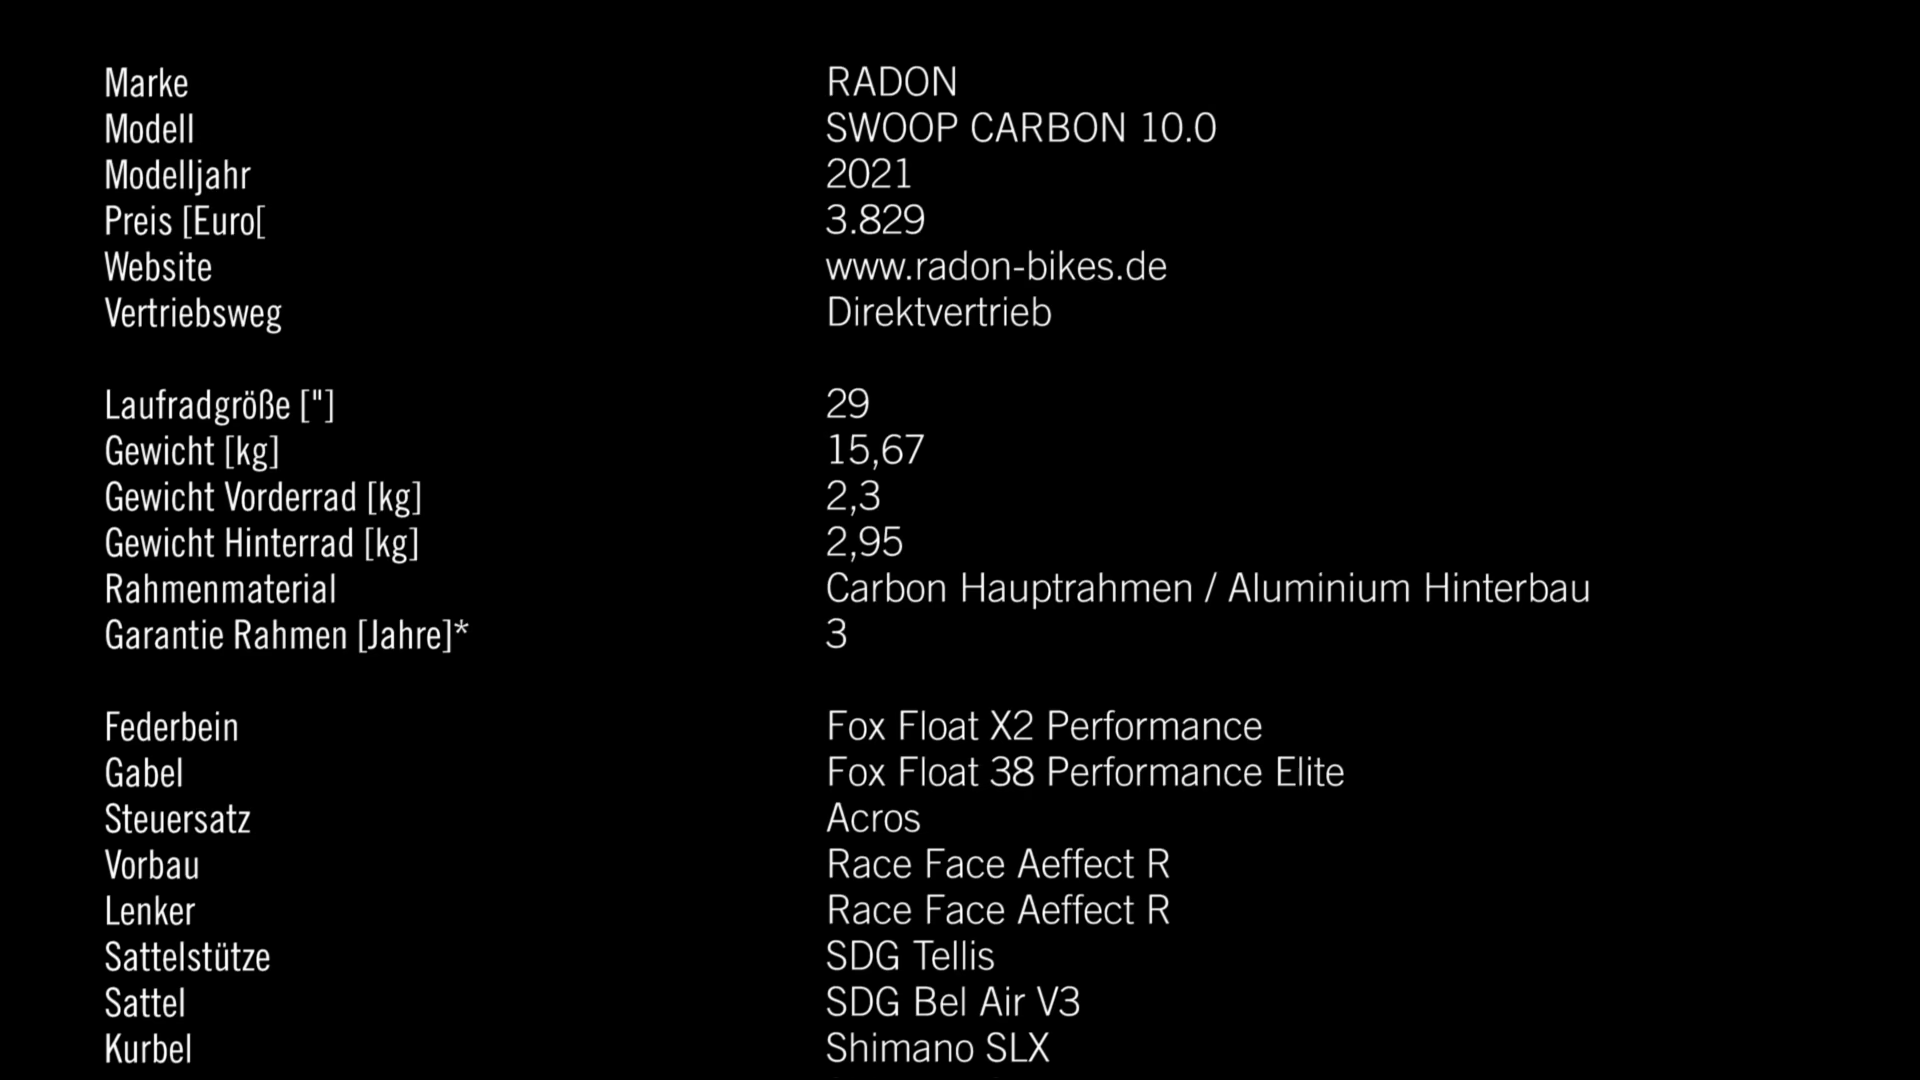 Marke RADON
Modell SWOOP CARBON 10.0
Modelljahr 2021
Preis [Euro[ 3.829
Website www.radon-bikes.de
Vertriebsweg Direktvertrieb
Laufradgröße ["] 29
Gewicht [kg] 15,67
Gewicht Vorderrad [kg] 2,3
Gewicht Hinterrad [kg] 2,95
Rahmenmaterial Carbon Hauptrahmen / Aluminium Hinterbau
Garantie Rahmen [Jahre]* 3
Federbein Fox Float X2 Performance
Gabel Fox Float 38 Performance Elite
Steuersatz Acros
Vorbau Race Face Aeffect R
Lenker Race Face Aeffect R
Sattelstütze SDG Tellis
Sattel SDG Bel Air V3
Kurbel Shimano SLX